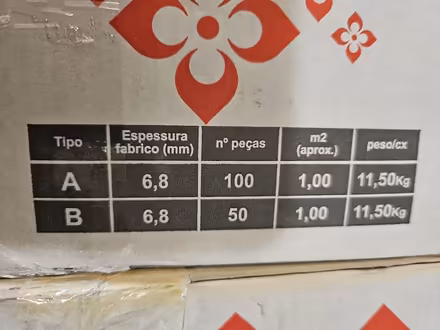 Tipo Espessura fabrico (mm) nº peças m2 (aprox.) peso/cx
A 6,8 100 1,00 11,50Kg
B 6,8 50 1,00 11,50Kg